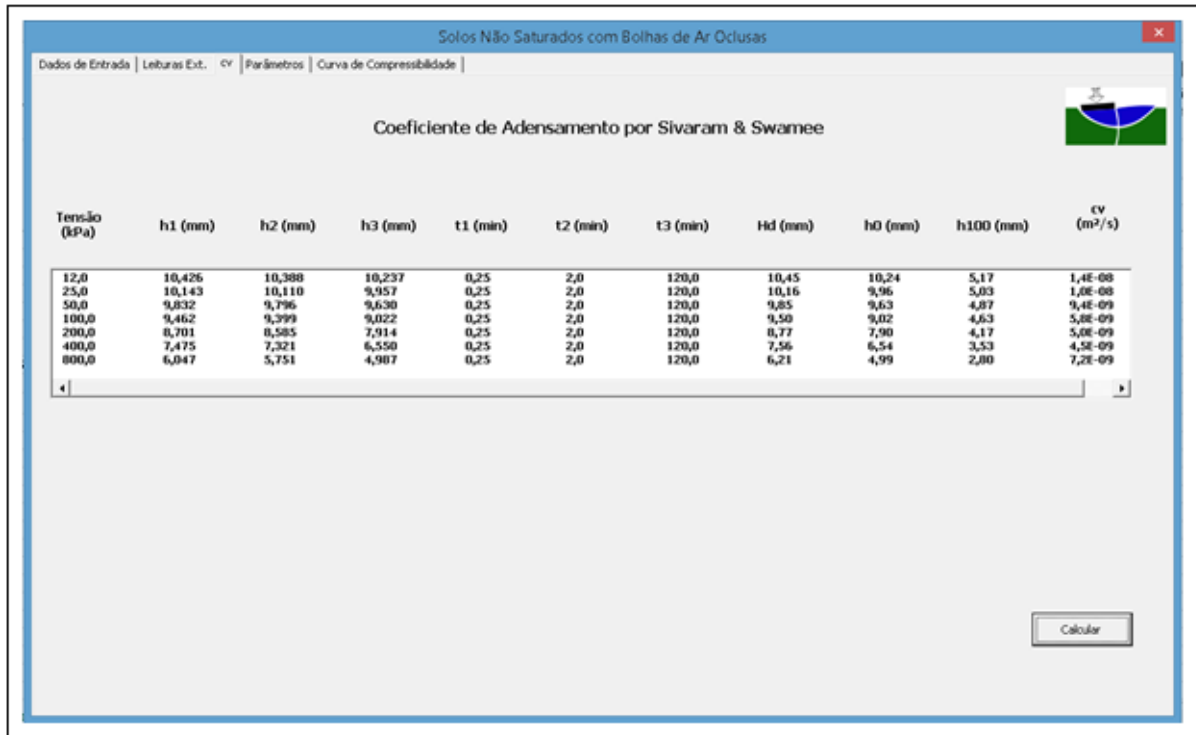 Solos Não Saturados com Bolhas de Ar Oclusas
Dados de Entrada | Leituras Ext. | cv | Parâmetros | Curva de Compressibilidade |
Coeficiente de Adensamento por Sivaram & Swamee
Tensão (kPa) h1 (mm) h2 (mm) h3 (mm) t1 (min) t2 (min) t3 (min) Hd (mm) h0 (mm) h100 (mm) cv (m²/s)
12,0 10,426 10,388 10,237 0,25 2,0 120,0 10,45 10,24 5,17 1,4E-08
25,0 10,143 10,110 9,957 0,25 2,0 120,0 10,16 9,96 5,03 1,0E-08
50,0 9,832 9,796 9,630 0,25 2,0 120,0 9,85 9,63 4,87 9,4E-09
100,0 9,462 9,399 9,022 0,25 2,0 120,0 9,50 9,02 4,63 5,8E-09
200,0 8,701 8,585 7,914 0,25 2,0 120,0 8,77 7,90 4,17 5,0E-09
400,0 7,475 7,321 6,550 0,25 2,0 120,0 7,56 6,54 3,53 4,5E-09
800,0 6,047 5,751 4,987 0,25 2,0 120,0 6,21 4,99 2,80 7,2E-09
Calcular